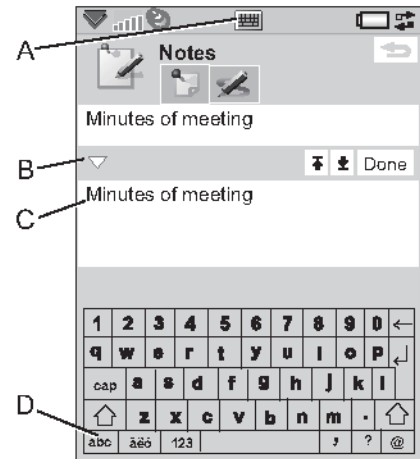 A
Notes
Minutes of meeting
B
Done
C
Minutes of meeting
1 2 3 4 5 6 7 8 9 0 ←
q w e r t y u i o p ↵
cap a s d f g h j k l
z x c v b n m .
D
abc äëó 123 , ? @